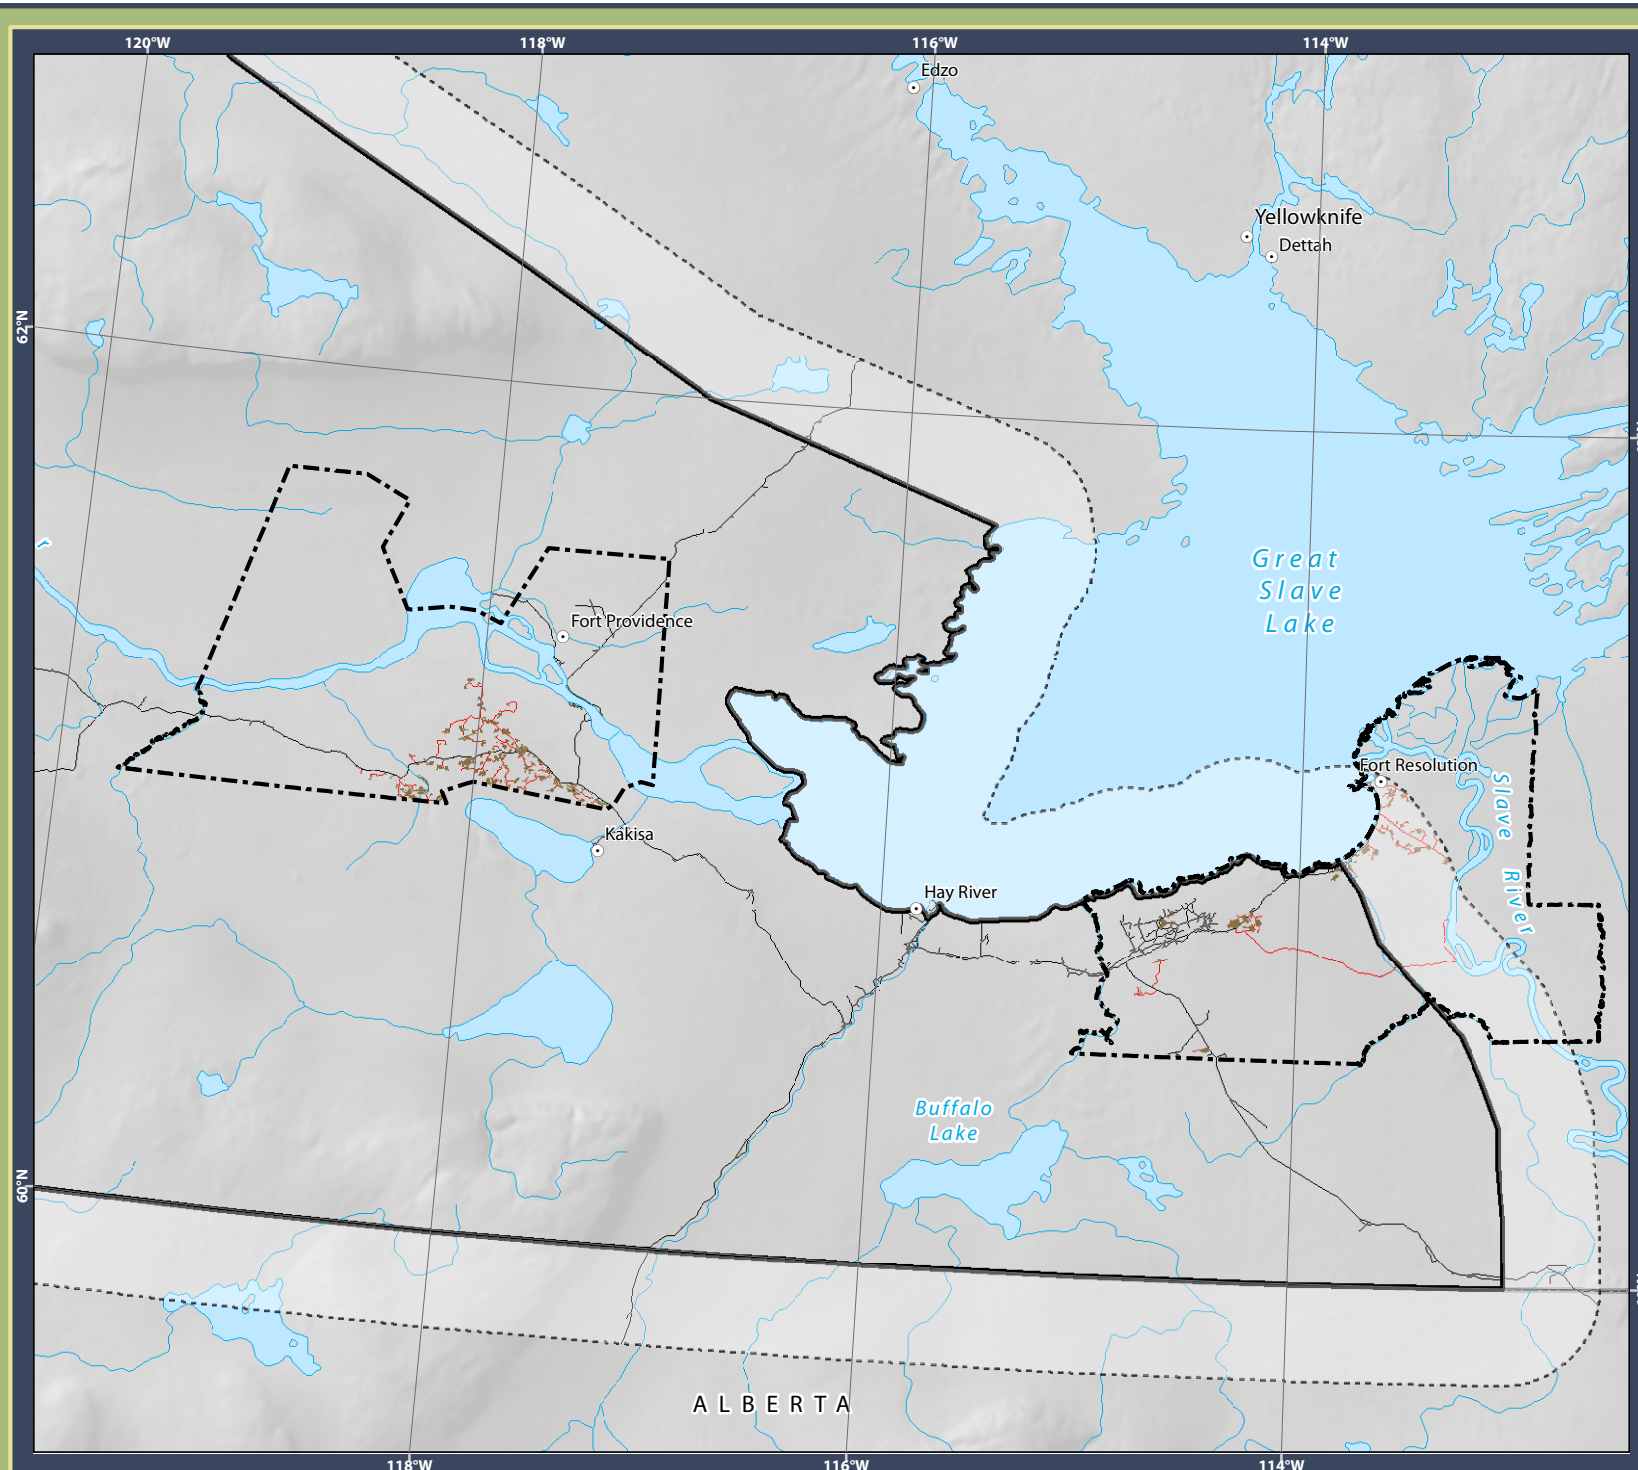 120°W
118°W
116°W
114°W
Edzo
Yellowknife
Dettah
62°N
r
Great
Slave
Lake
Fort Providence
Fort Resolution
Slave
River
Kakisa
Hay River
Buffalo
Lake
60°N
ALBERTA
118°W
116°W
114°W